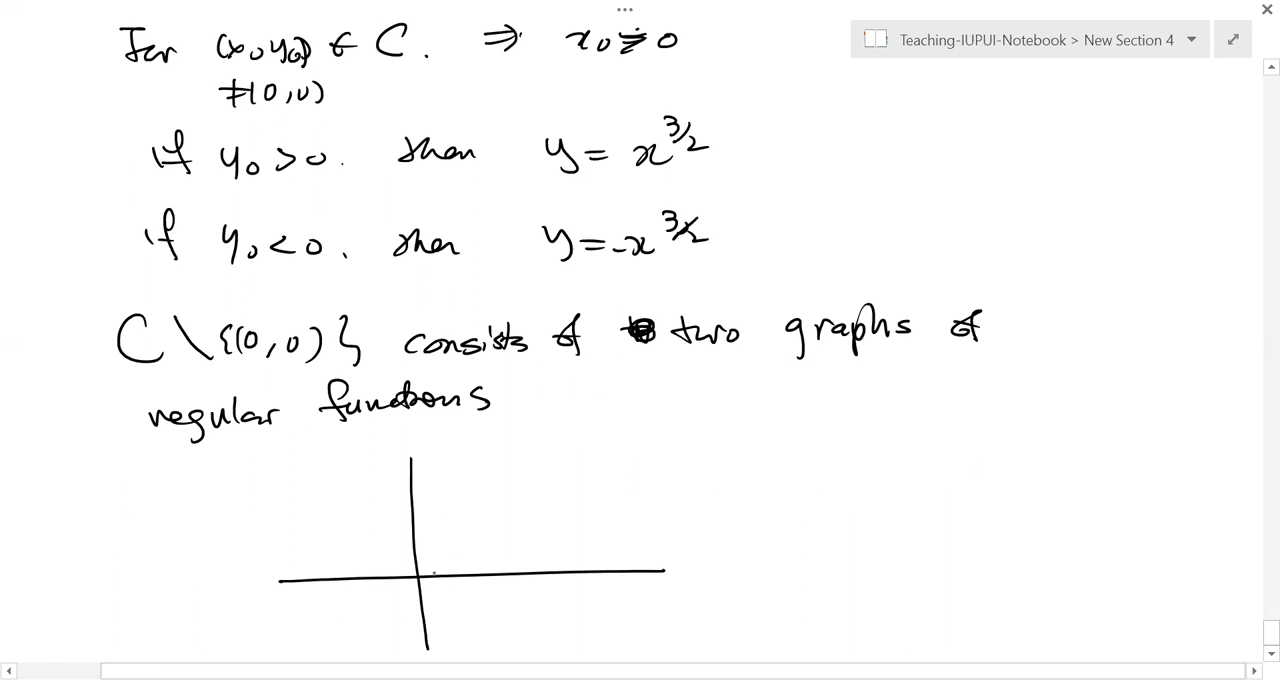 For (x₀, y₀) ∈ C. ⇒ x₀ ≠ 0
≠ (0,0)
if y₀ > 0. then y = x^{3/2}
if y₀ < 0. then y = -x^{3/2}
C \ {(0,0)} consists of two graphs of
regular functions
Teaching-IUPUI-Notebook > New Section 4